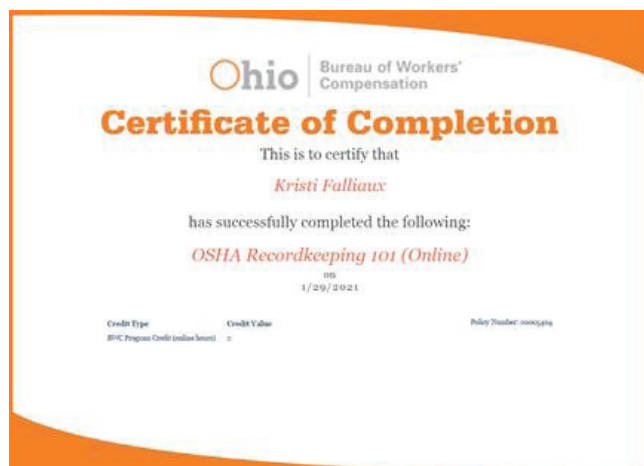 Ohio
Bureau of Workers'
Compensation
Certificate of Completion
This is to certify that
Kristi Falliaux
has successfully completed the following:
OSHA Recordkeeping 101 (Online)
on
1/29/2021
Credit Type Credit Value Policy Number:
BWC Program Credit (online hours) 2